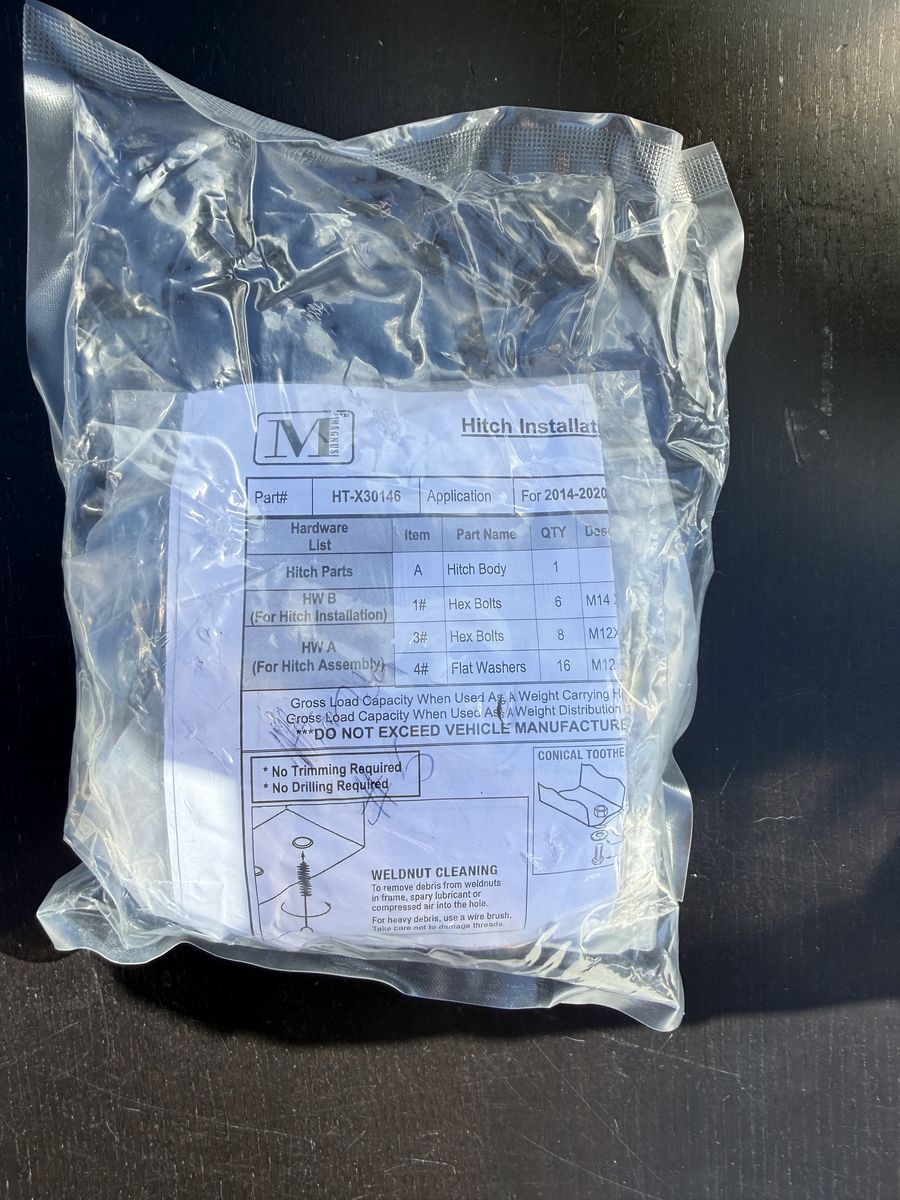 M MAGNUS TM
Hitch Installat
Part# HT-X30146 Application For 2014-2020
Hardware List Item Part Name QTY Des
Hitch Parts A Hitch Body 1
HW B (For Hitch Installation) 1# Hex Bolts 6 M14
HW A (For Hitch Assembly) 3# Hex Bolts 8 M12X
4# Flat Washers 16 M12
Gross Load Capacity When Used As A Weight Carrying H
Gross Load Capacity When Used As A Weight Distribution
***DO NOT EXCEED VEHICLE MANUFACTURE
* No Trimming Required
* No Drilling Required
CONICAL TOOTHE
WELDNUT CLEANING
To remove debris from weldnuts
in frame, spary lubricant or
compressed air into the hole.
For heavy debris, use a wire brush.
Take care not to damage threads.